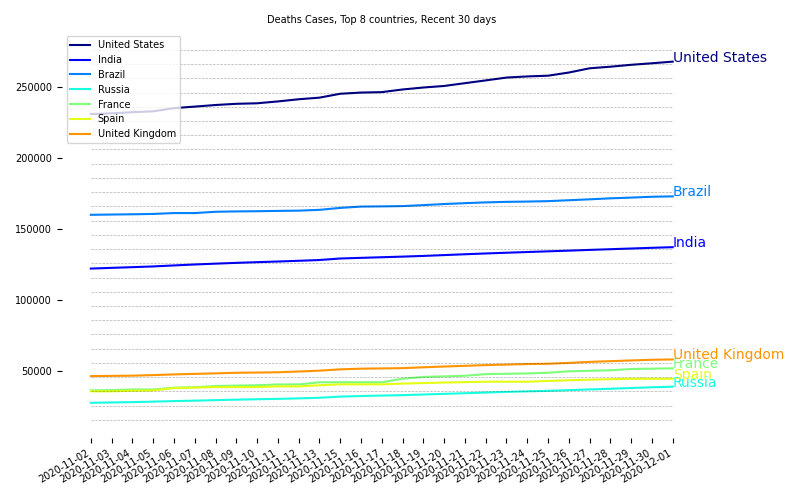 Deaths Cases, Top 8 countries, Recent 30 days
United States
India
Brazil
Russia
France
Spain
United Kingdom
250000
200000
150000
100000
50000
United States
Brazil
India
United Kingdom
France
Spain
Russia
2020-11-02
2020-11-03
2020-11-04
2020-11-05
2020-11-06
2020-11-07
2020-11-08
2020-11-09
2020-11-10
2020-11-11
2020-11-12
2020-11-13
2020-11-15
2020-11-16
2020-11-17
2020-11-18
2020-11-19
2020-11-20
2020-11-21
2020-11-22
2020-11-23
2020-11-24
2020-11-25
2020-11-26
2020-11-27
2020-11-28
2020-11-29
2020-11-30
2020-12-01